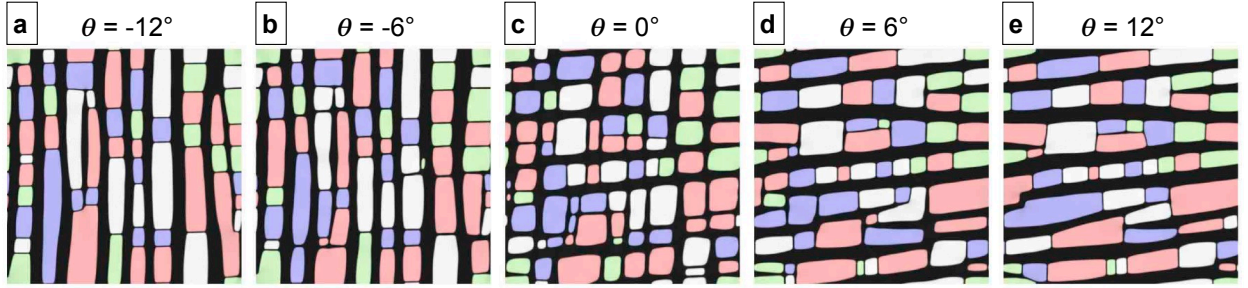 a θ = -12° b θ = -6° c θ = 0° d θ = 6° e θ = 12°